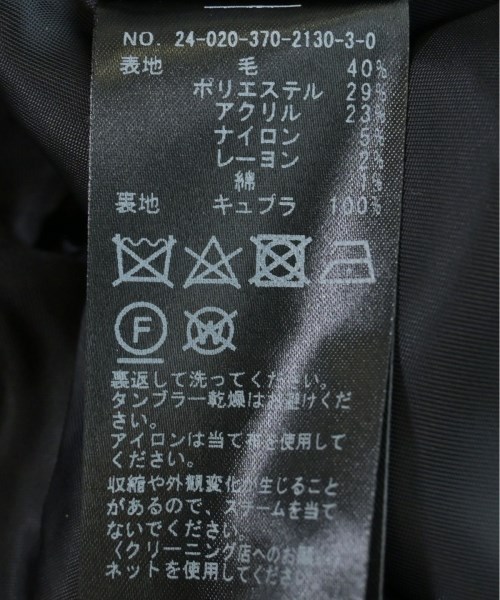 NO. 24-020-370-2130-3-0
表地 毛 40%
ポリエステル 29%
アクリル 23%
ナイロン 5%
レーヨン 2%
綿 1%
裏地 キュプラ 100%
F W
裏返して洗ってください。
タンブラー乾燥はお避けくだ
さい。
アイロンは当て布を使用して
ください。
収縮や外観変化が生じること
があるので、スチームを当て
ないでください。
〈クリーニング店へのお願い〉
ネットを使用してください。